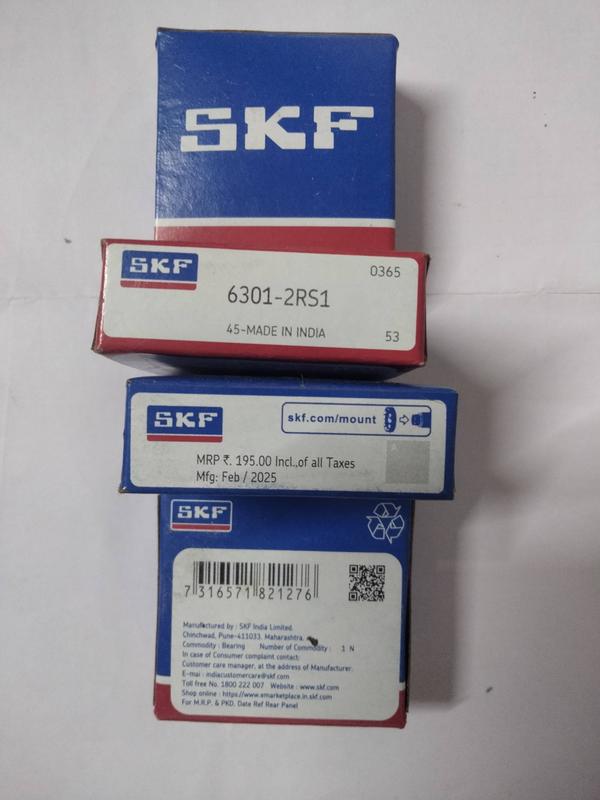 SKF
SKF
0365
6301-2RS1
45-MADE IN INDIA
53
SKF
skf.com/mount
A
MRP ₹. 195.00 Incl.,of all Taxes
Mfg: Feb / 2025
SKF
7 316571 821276
Manufactured by : SKF India Limited.
Chinchwad, Pune-411033. Maharashtra.
Commodity : Bearing Number of Commodity : 1 N
In case of Consumer complaint contact:
Customer care manager, at the address of Manufacturer.
E-mai : indiacustomercare@skf.com
Toll free No. 1800 222 007 Website : www.skf.com
Shop online : https://www.emarketplace.in.skf.com
For M.R.P. & PKD. Date Ref Rear Panel